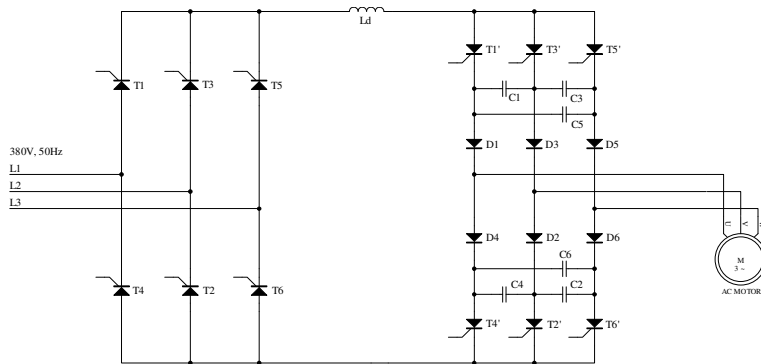 Ld
T1' T3' T5'
T1 T3 T5
C1 C3
C5
D1 D3 D5
380V, 50Hz
L1
L2
L3
U V
D4 D2 D6
M
3 ~
C6
AC MOTOR
T4 T2 T6
C4 C2
T4' T2' T6'